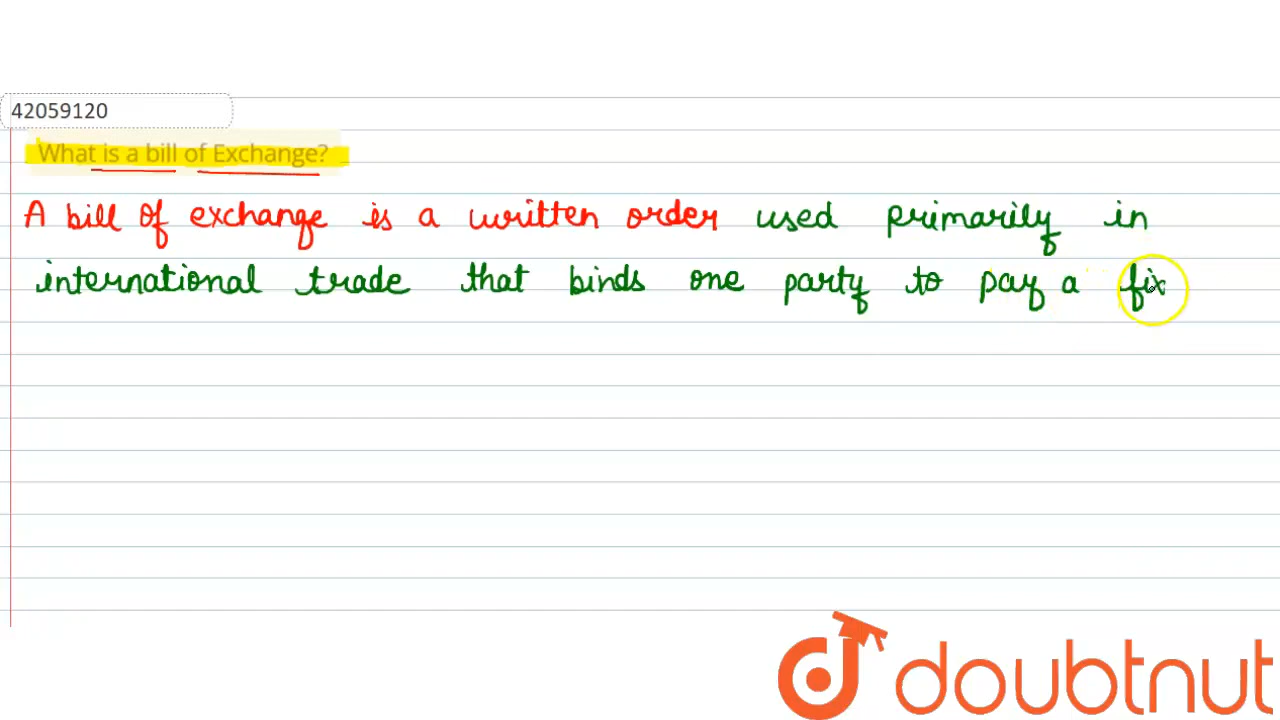 42059120
What is a bill of Exchange?
A bill of exchange is a written order used primarily in
international trade that binds one party to pay a fix
doubtnut